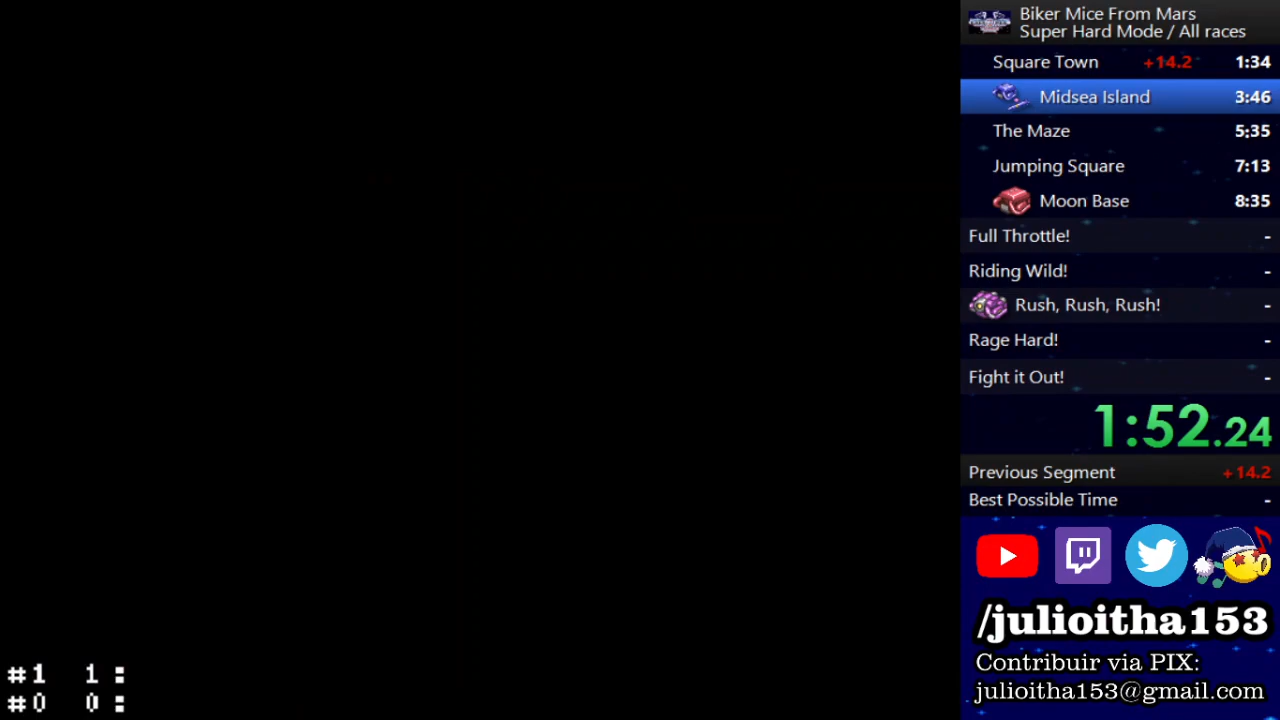 Biker Mice From Mars
Super Hard Mode / All races
Square Town +14.2 1:34
Midsea Island 3:46
The Maze 5:35
Jumping Square 7:13
Moon Base 8:35
Full Throttle! -
Riding Wild! -
Rush, Rush, Rush! -
Rage Hard! -
Fight it Out! -
1:52.24
Previous Segment +14.2
Best Possible Time -
/julioitha153
Contribuir via PIX:
julioitha153@gmail.com
#1 1 :
#0 0 :